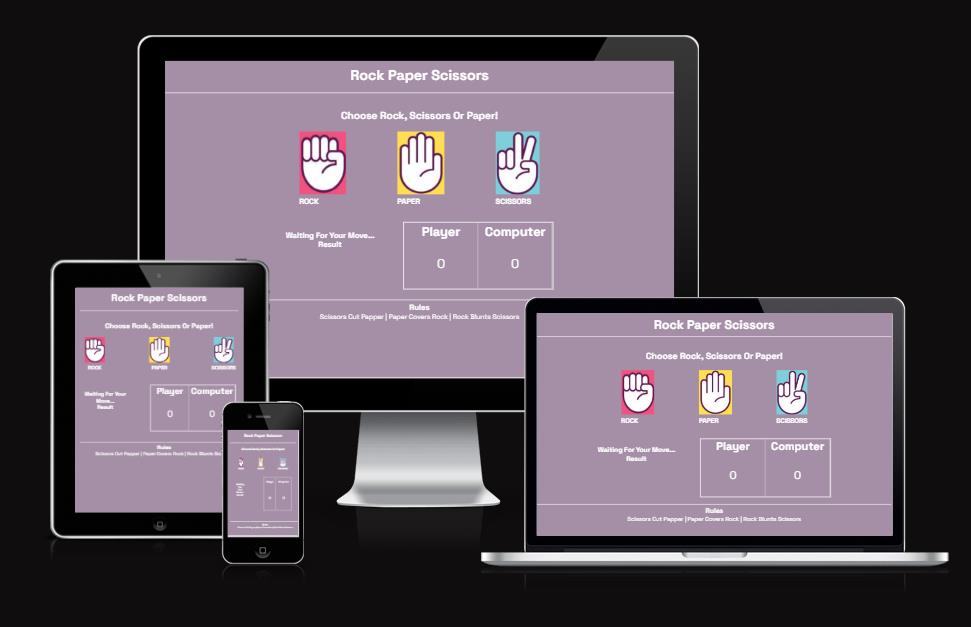 Rock Paper Scissors
Choose Rock, Scissors Or Paper!
ROCK PAPER SCISSORS
Waiting For Your Move...
Result
Player Computer
0 0
Rules
Scissors Cut Papper | Paper Covers Rock | Rock Blunts Scissors
Rock Paper Scissors
Choose Rock, Scissors Or Paper!
ROCK PAPER SCISSORS
Waiting For Your
Move...
Result
Player Computer
0 0
Rules
Scissors Cut Papper | Paper Covers Rock | Rock Blunts
Rock Paper Scissors
Player Computer
0 0
Rock Paper Scissors
Choose Rock, Scissors Or Paper!
ROCK PAPER SCISSORS
Waiting For Your Move...
Result
Player Computer
0 0
Rules
Scissors Cut Papper | Paper Covers Rock | Rock Blunts Scissors